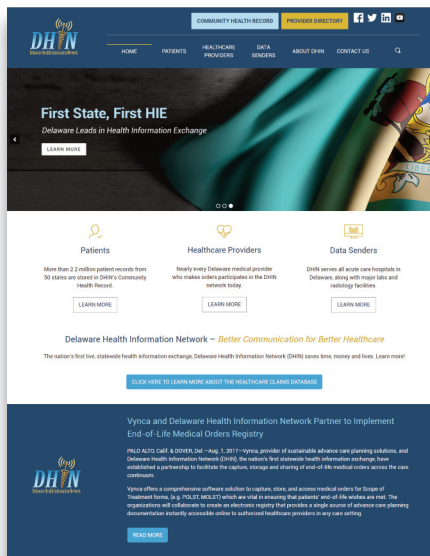 COMMUNITY HEALTH RECORD
PROVIDER DIRECTORY
DHIN
Delaware Health Information Network
HOME
PATIENTS
HEALTHCARE
PROVIDERS
DATA
SENDERS
ABOUT DHIN
CONTACT US
First State, First HIE
Delaware Leads in Health Information Exchange
LEARN MORE
LIBER
Patients
More than 2.2 million patient records from
50 states are stored in DHIN's Community
Health Record.
LEARN MORE
Healthcare Providers
Nearly every Delaware medical provider
who makes orders participates in the DHIN
network today.
LEARN MORE
Data Senders
DHIN serves all acute care hospitals in
Delaware, along with major labs and
radiology facilities.
LEARN MORE
Delaware Health Information Network – Better Communication for Better Healthcare
The nation's first live, statewide health information exchange, Delaware Health Information Network (DHIN) saves time, money and lives. Learn more!
CLICK HERE TO LEARN MORE ABOUT THE HEALTHCARE CLAIMS DATABASE
DHIN
Delaware Health Information Network
Vynca and Delaware Health Information Network Partner to Implement
End-of-Life Medical Orders Registry
PALO ALTO, Calif. & DOVER, Del.–Aug. 1, 2017–Vynca, provider of sustainable advance care planning solutions, and
Delaware Health Information Network (DHIN), the nation's first statewide health information exchange, have
established a partnership to facilitate the capture, storage and sharing of end-of-life medical orders across the care
continuum.
Vynca offers a comprehensive software solution to capture, store, and access medical orders for Scope of
Treatment forms, (e.g. POLST, MOLST) which are vital in ensuring that patients' end-of-life wishes are met. The
organizations will collaborate to create an electronic registry that provides a single source of advance care planning
documentation instantly accessible online to authorized healthcare providers in any care setting.
READ MORE